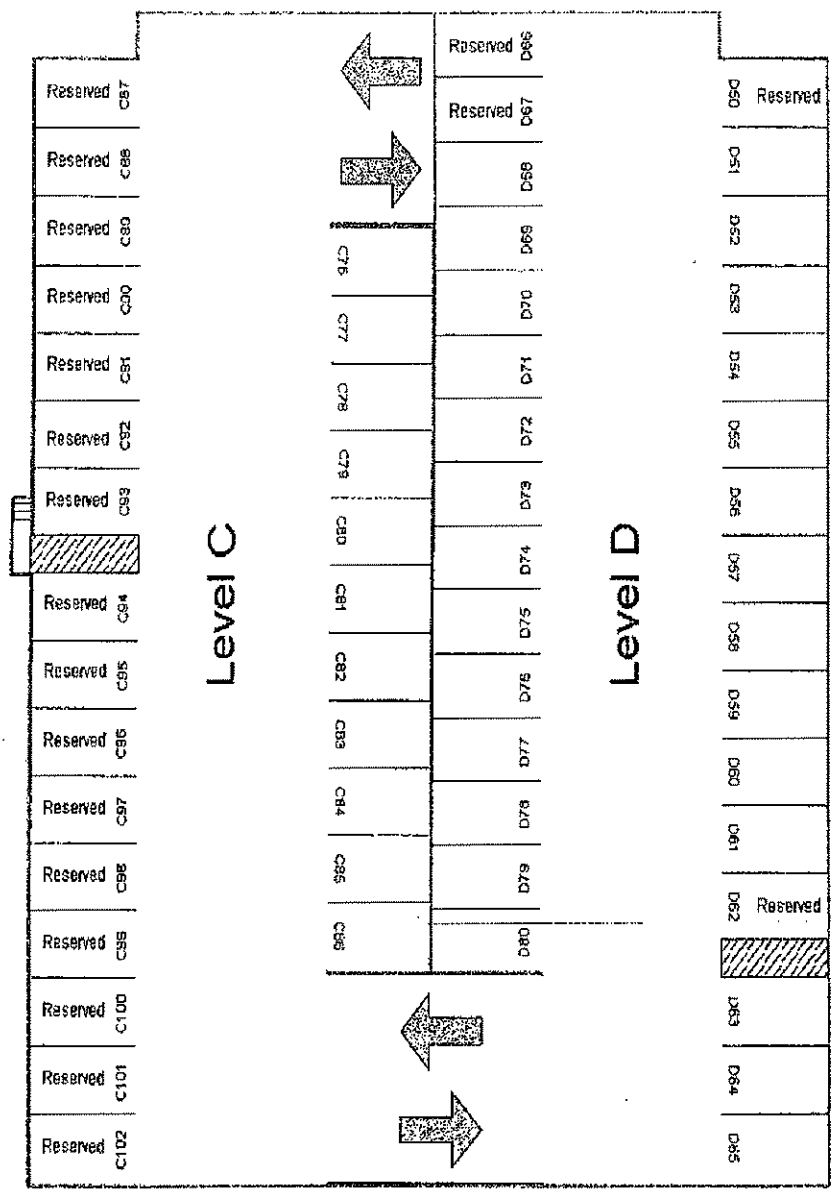 Reserved C87
Reserved C88
Reserved C89
Reserved C90
Reserved C91
Reserved C92
Reserved C93
Reserved C94
Reserved C95
Reserved C96
Reserved C97
Reserved C98
Reserved C99
Reserved C100
Reserved C101
Reserved C102
Level C
C76
C77
C78
C79
C80
C81
C82
C83
C84
C85
C86
Reserved D66
Reserved D67
D68
D69
D70
D71
D72
D73
D74
D75
D76
D77
D78
D79
D80
Level D
D50 Reserved
D51
D52
D53
D54
D55
D56
D57
D58
D59
D60
D61
D62 Reserved
D63
D64
D65